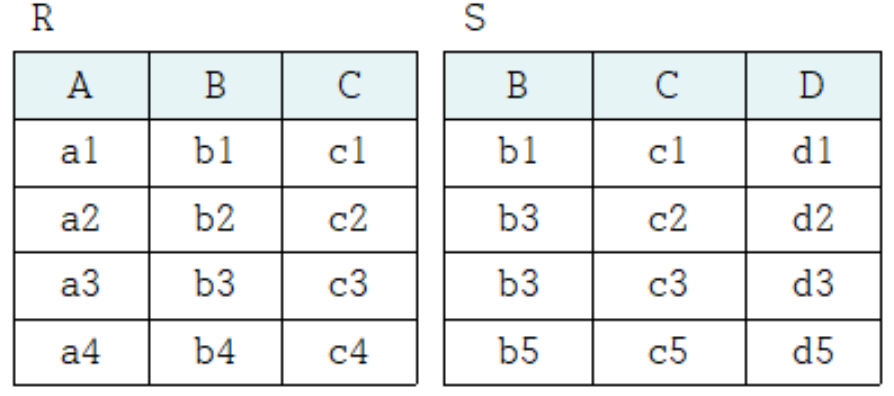 R S
A B C B C D
a1 b1 c1 b1 c1 d1
a2 b2 c2 b3 c2 d2
a3 b3 c3 b3 c3 d3
a4 b4 c4 b5 c5 d5